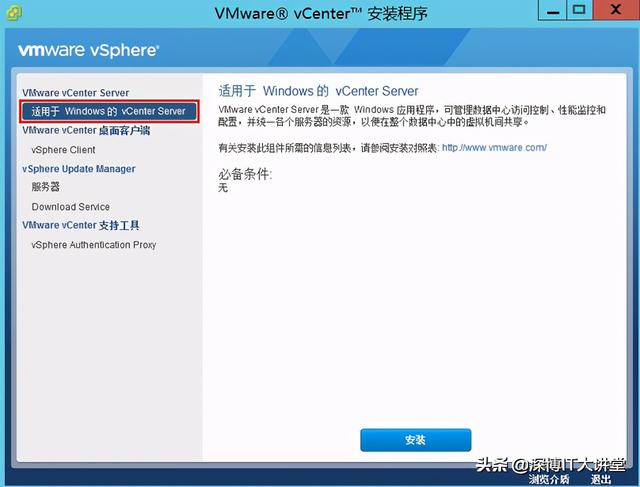 VMware® vCenter™ 安装程序
vmware vSphere®
VMware vCenter Server
适用于 Windows 的 vCenter Server
VMware vCenter 桌面客户端
vSphere Client
vSphere Update Manager
服务器
Download Service
VMware vCenter 支持工具
vSphere Authentication Proxy
适用于 Windows 的 vCenter Server
VMware vCenter Server 是一款 Windows 应用程序，可管理数据中心访问控制、性能监控和
配置，并统一各个服务器的资源，以便在整个数据中心中的虚拟机间共享。
有关安装此组件所需的信息列表，请参阅安装对照表: http://www.vmware.com/
必备条件:
无
安装
头条 @深博IT大讲堂
浏览介质 退出